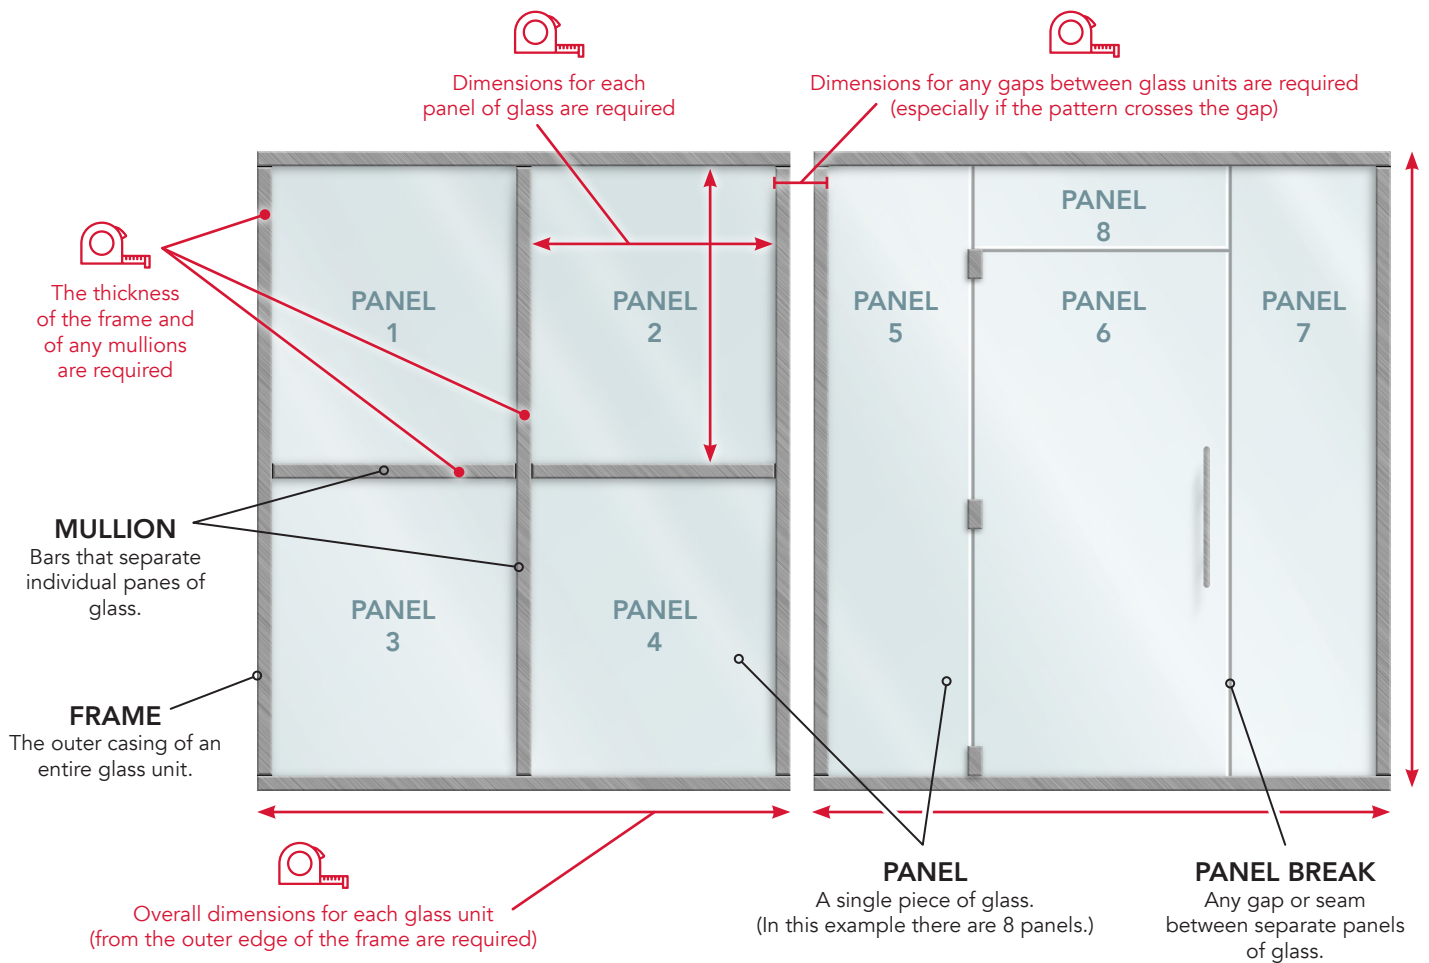 Dimensions for each
panel of glass are required
Dimensions for any gaps between glass units are required
(especially if the pattern crosses the gap)
The thickness
of the frame and
of any mullions
are required
PANEL
1
PANEL
2
PANEL
3
PANEL
4
PANEL
5
PANEL
6
PANEL
7
PANEL
8
MULLION
Bars that separate
individual panes of
glass.
FRAME
The outer casing of an
entire glass unit.
Overall dimensions for each glass unit
(from the outer edge of the frame are required)
PANEL
A single piece of glass.
(In this example there are 8 panels.)
PANEL BREAK
Any gap or seam
between separate panels
of glass.